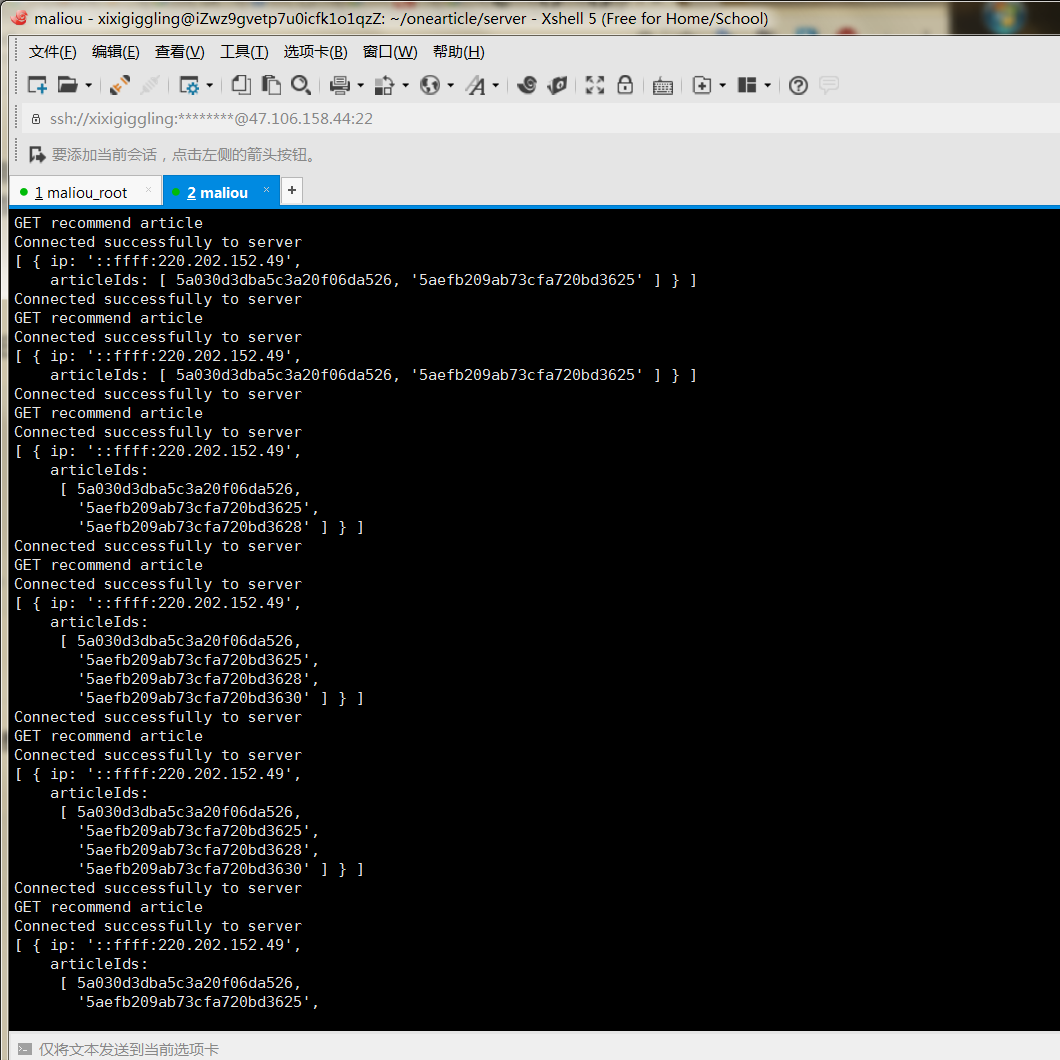 maliou - xixigiggling@iZwz9gvetp7u0icfk1o1qzZ: ~/onearticle/server - Xshell 5 (Free for Home/School)
文件(F) 编辑(E) 查看(V) 工具(T) 选项卡(B) 窗口(W) 帮助(H)
ssh://xixigiggling:********@47.106.158.44:22
要添加当前会话，点击左侧的箭头按钮。
1 maliou_root × 2 maliou × +
GET recommend article
Connected successfully to server
[ { ip: '::ffff:220.202.152.49',
    articleIds: [ 5a030d3dba5c3a20f06da526, '5aefb209ab73cfa720bd3625' ] } ]
Connected successfully to server
GET recommend article
Connected successfully to server
[ { ip: '::ffff:220.202.152.49',
    articleIds: [ 5a030d3dba5c3a20f06da526, '5aefb209ab73cfa720bd3625' ] } ]
Connected successfully to server
GET recommend article
Connected successfully to server
[ { ip: '::ffff:220.202.152.49',
    articleIds:
     [ 5a030d3dba5c3a20f06da526,
       '5aefb209ab73cfa720bd3625',
       '5aefb209ab73cfa720bd3628' ] } ]
Connected successfully to server
GET recommend article
Connected successfully to server
[ { ip: '::ffff:220.202.152.49',
    articleIds:
     [ 5a030d3dba5c3a20f06da526,
       '5aefb209ab73cfa720bd3625',
       '5aefb209ab73cfa720bd3628',
       '5aefb209ab73cfa720bd3630' ] } ]
Connected successfully to server
GET recommend article
Connected successfully to server
[ { ip: '::ffff:220.202.152.49',
    articleIds:
     [ 5a030d3dba5c3a20f06da526,
       '5aefb209ab73cfa720bd3625',
       '5aefb209ab73cfa720bd3628',
       '5aefb209ab73cfa720bd3630' ] } ]
Connected successfully to server
GET recommend article
Connected successfully to server
[ { ip: '::ffff:220.202.152.49',
    articleIds:
     [ 5a030d3dba5c3a20f06da526,
       '5aefb209ab73cfa720bd3625',
仅将文本发送到当前选项卡